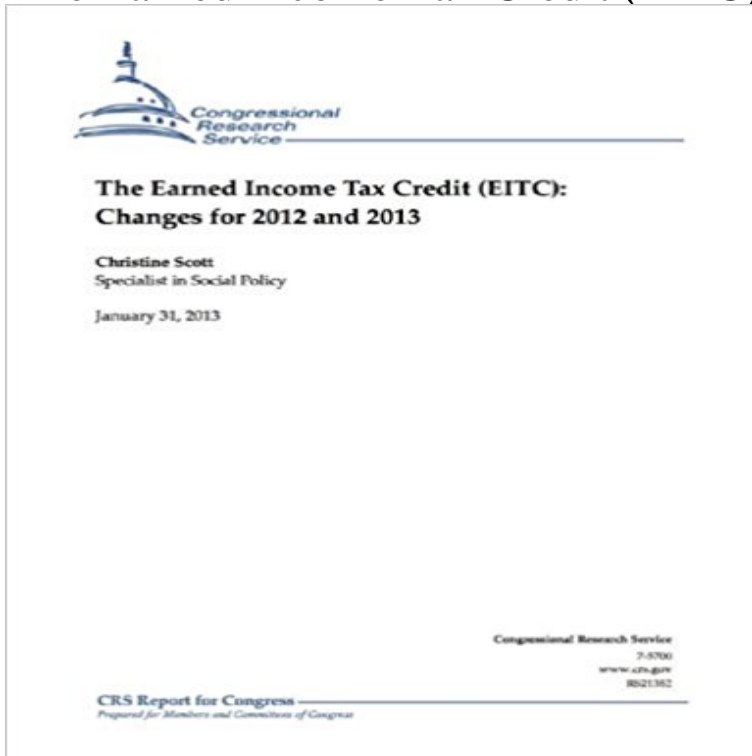 Congressional
Research
Service
The Earned Income Tax Credit (EITC):
Changes for 2012 and 2013
Christine Scott
Specialist in Social Policy
January 31, 2013
Congressional Research Service
7-5700
www.crs.gov
RS21352
CRS Report for Congress
Prepared for Members and Committees of Congress